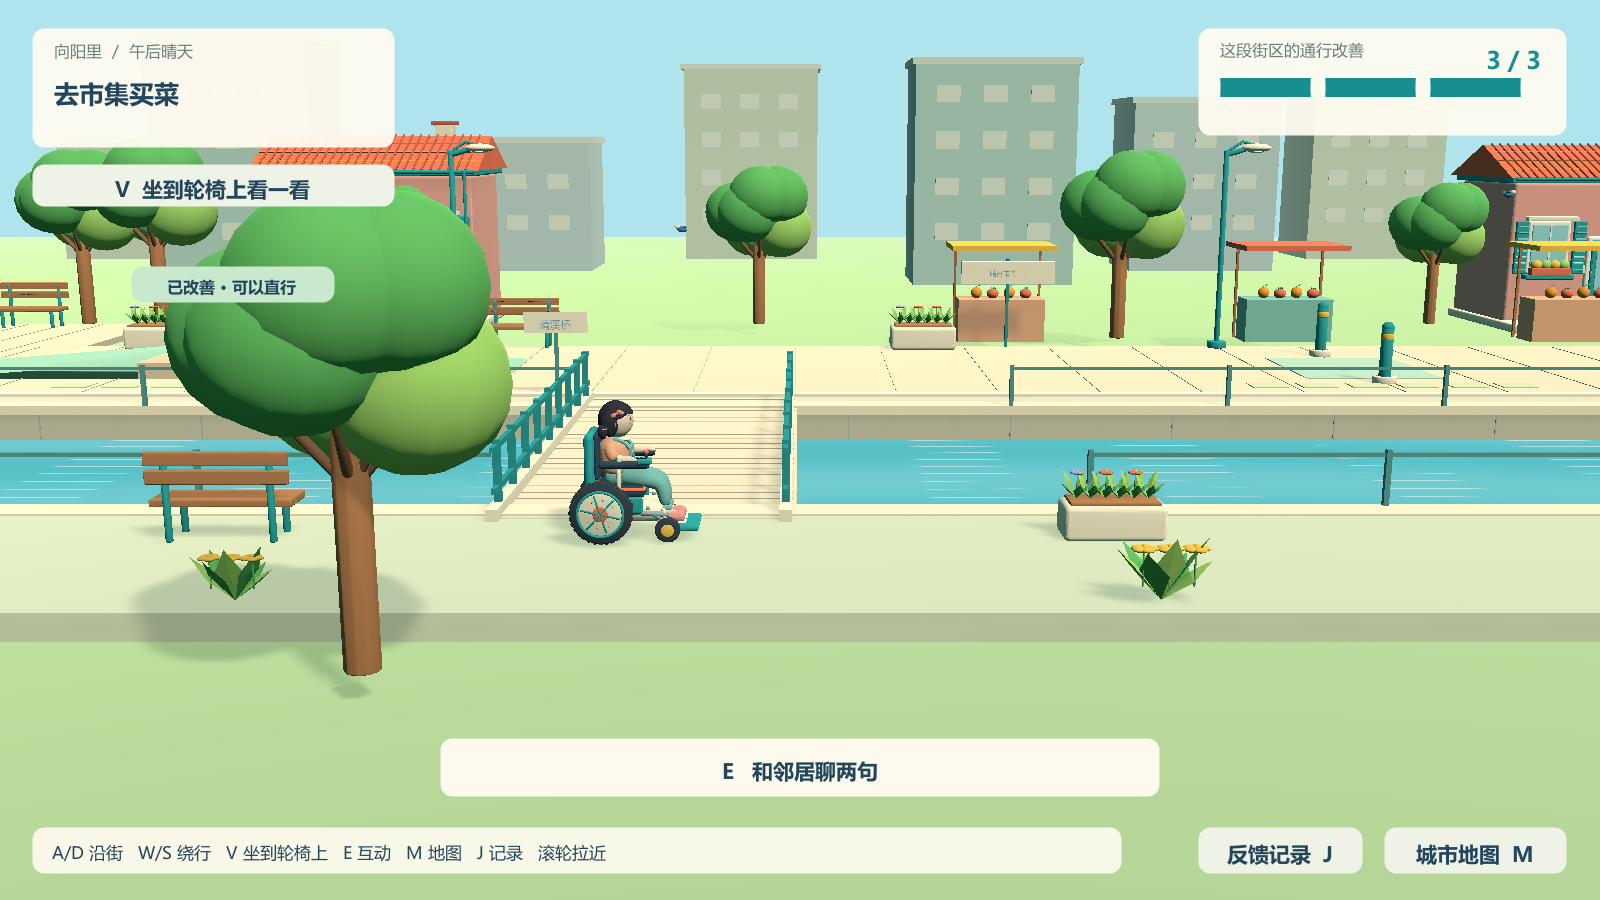 向阳里 / 午后晴天
去市集买菜
这段街区的通行改善
3 / 3
V 坐到轮椅上看一看
已改善・可以直行
E 和邻居聊两句
A/D 沿街 W/S 绕行 V 坐到轮椅上 E 互动 M 地图 J 记录 滚轮拉近
反馈记录 J
城市地图 M